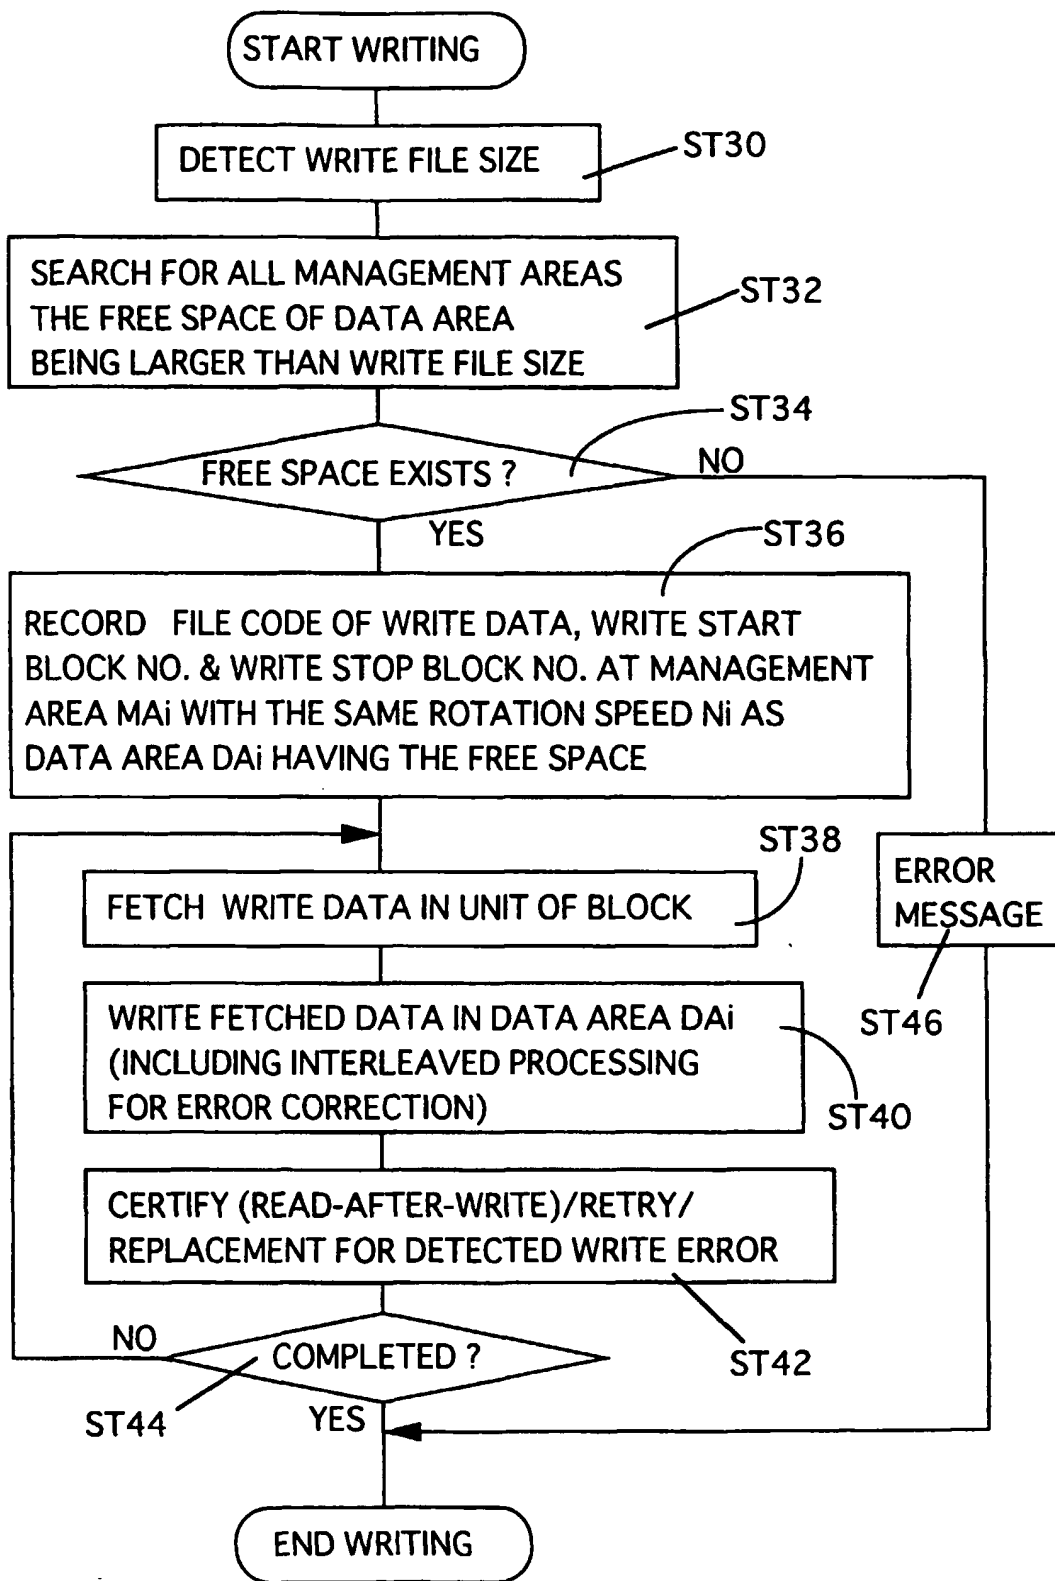 START WRITING
DETECT WRITE FILE SIZE
ST30
SEARCH FOR ALL MANAGEMENT AREAS
THE FREE SPACE OF DATA AREA
BEING LARGER THAN WRITE FILE SIZE
ST32
ST34
FREE SPACE EXISTS ?
NO
YES
ST36
RECORD FILE CODE OF WRITE DATA, WRITE START
BLOCK NO. & WRITE STOP BLOCK NO. AT MANAGEMENT
AREA MAi WITH THE SAME ROTATION SPEED Ni AS
DATA AREA DAi HAVING THE FREE SPACE
ST38
FETCH WRITE DATA IN UNIT OF BLOCK
ERROR
MESSAGE
ST46
WRITE FETCHED DATA IN DATA AREA DAi
(INCLUDING INTERLEAVED PROCESSING
FOR ERROR CORRECTION)
ST40
CERTIFY (READ-AFTER-WRITE)/RETRY/
REPLACEMENT FOR DETECTED WRITE ERROR
ST42
NO
COMPLETED ?
ST44
YES
END WRITING